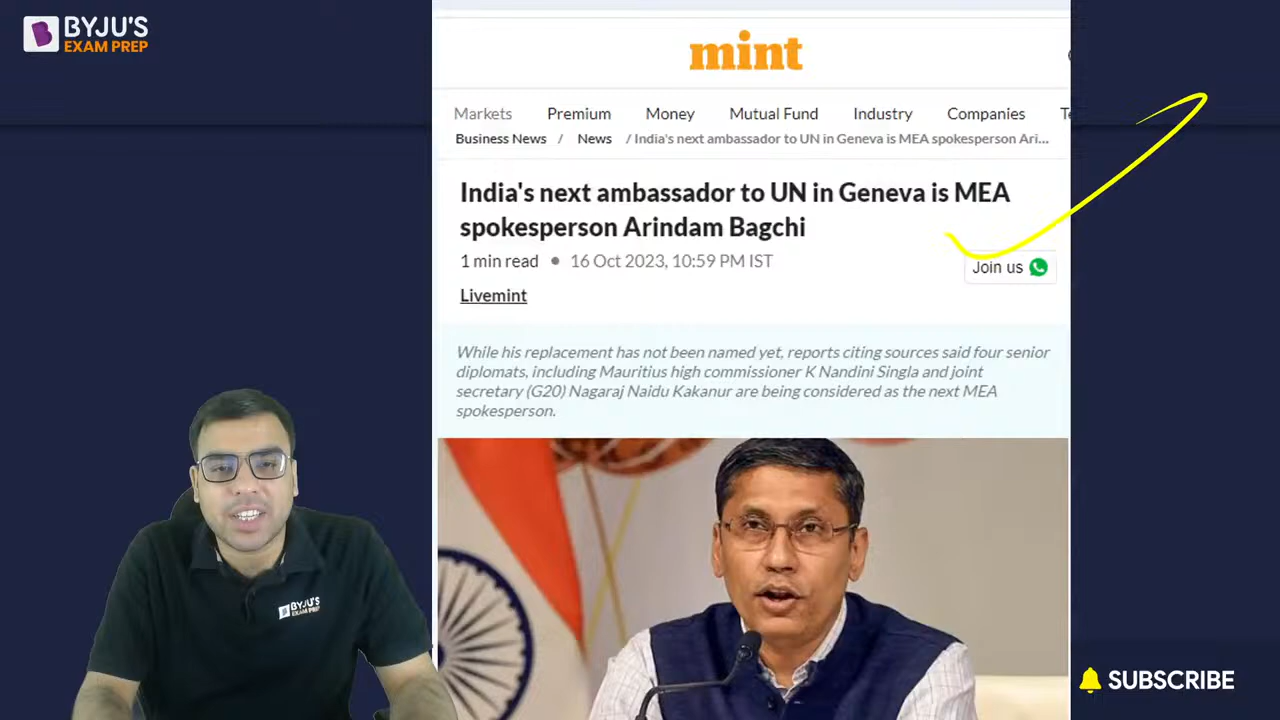 BYJU'S
EXAM PREP
mint
Markets Premium Money Mutual Fund Industry Companies
Business News / News / India's next ambassador to UN in Geneva is MEA spokesperson Ari...
India's next ambassador to UN in Geneva is MEA
spokesperson Arindam Bagchi
1 min read • 16 Oct 2023, 10:59 PM IST
Join us
Livemint
While his replacement has not been named yet, reports citing sources said four senior
diplomats, including Mauritius high commissioner K Nandini Singla and joint
secretary (G20) Nagaraj Naidu Kakanur are being considered as the next MEA
spokesperson.
BYJU'S
EXAM PREP
SUBSCRIBE